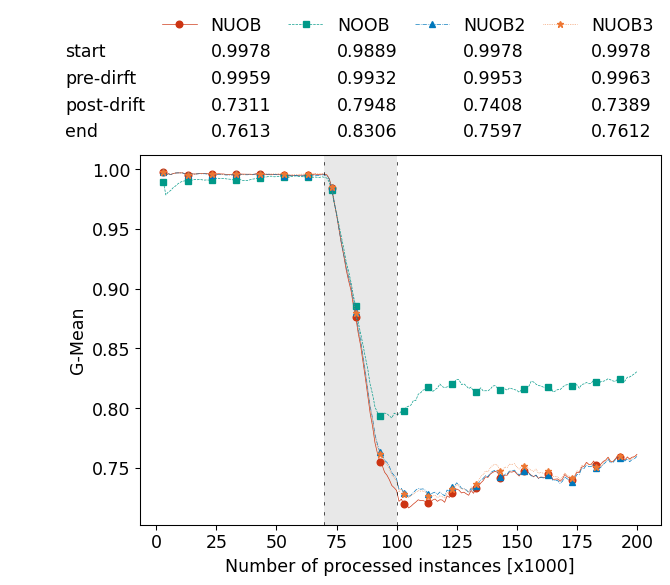 NUOB NOOB NUOB2 NUOB3
start 0.9978 0.9889 0.9978 0.9978
pre-dirft 0.9959 0.9932 0.9953 0.9963
post-drift 0.7311 0.7948 0.7408 0.7389
end 0.7613 0.8306 0.7597 0.7612
1.00
0.95
0.90
0.85
0.80
0.75
G-Mean
0 25 50 75 100 125 150 175 200
Number of processed instances [x1000]